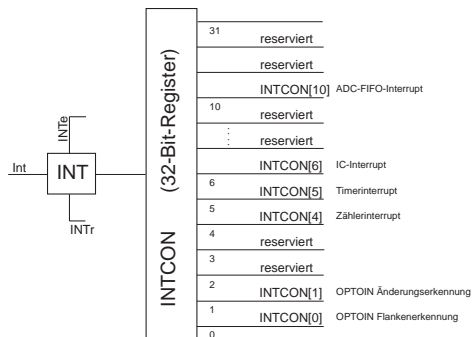 31
reserviert
reserviert
INTCON[10] ADC-FIFO-Interrupt
10
reserviert
reserviert
INTCON[6] IC-Interrupt
6
INTCON[5] Timerinterrupt
5
INTCON[4] Zählerinterrupt
4
reserviert
3
reserviert
2
INTCON[1] OPTOIN Änderungserkennung
1
INTCON[0] OPTOIN Flankenerkennung
0
INTCON (32-Bit-Register)
INTe
Int
INT
INTr